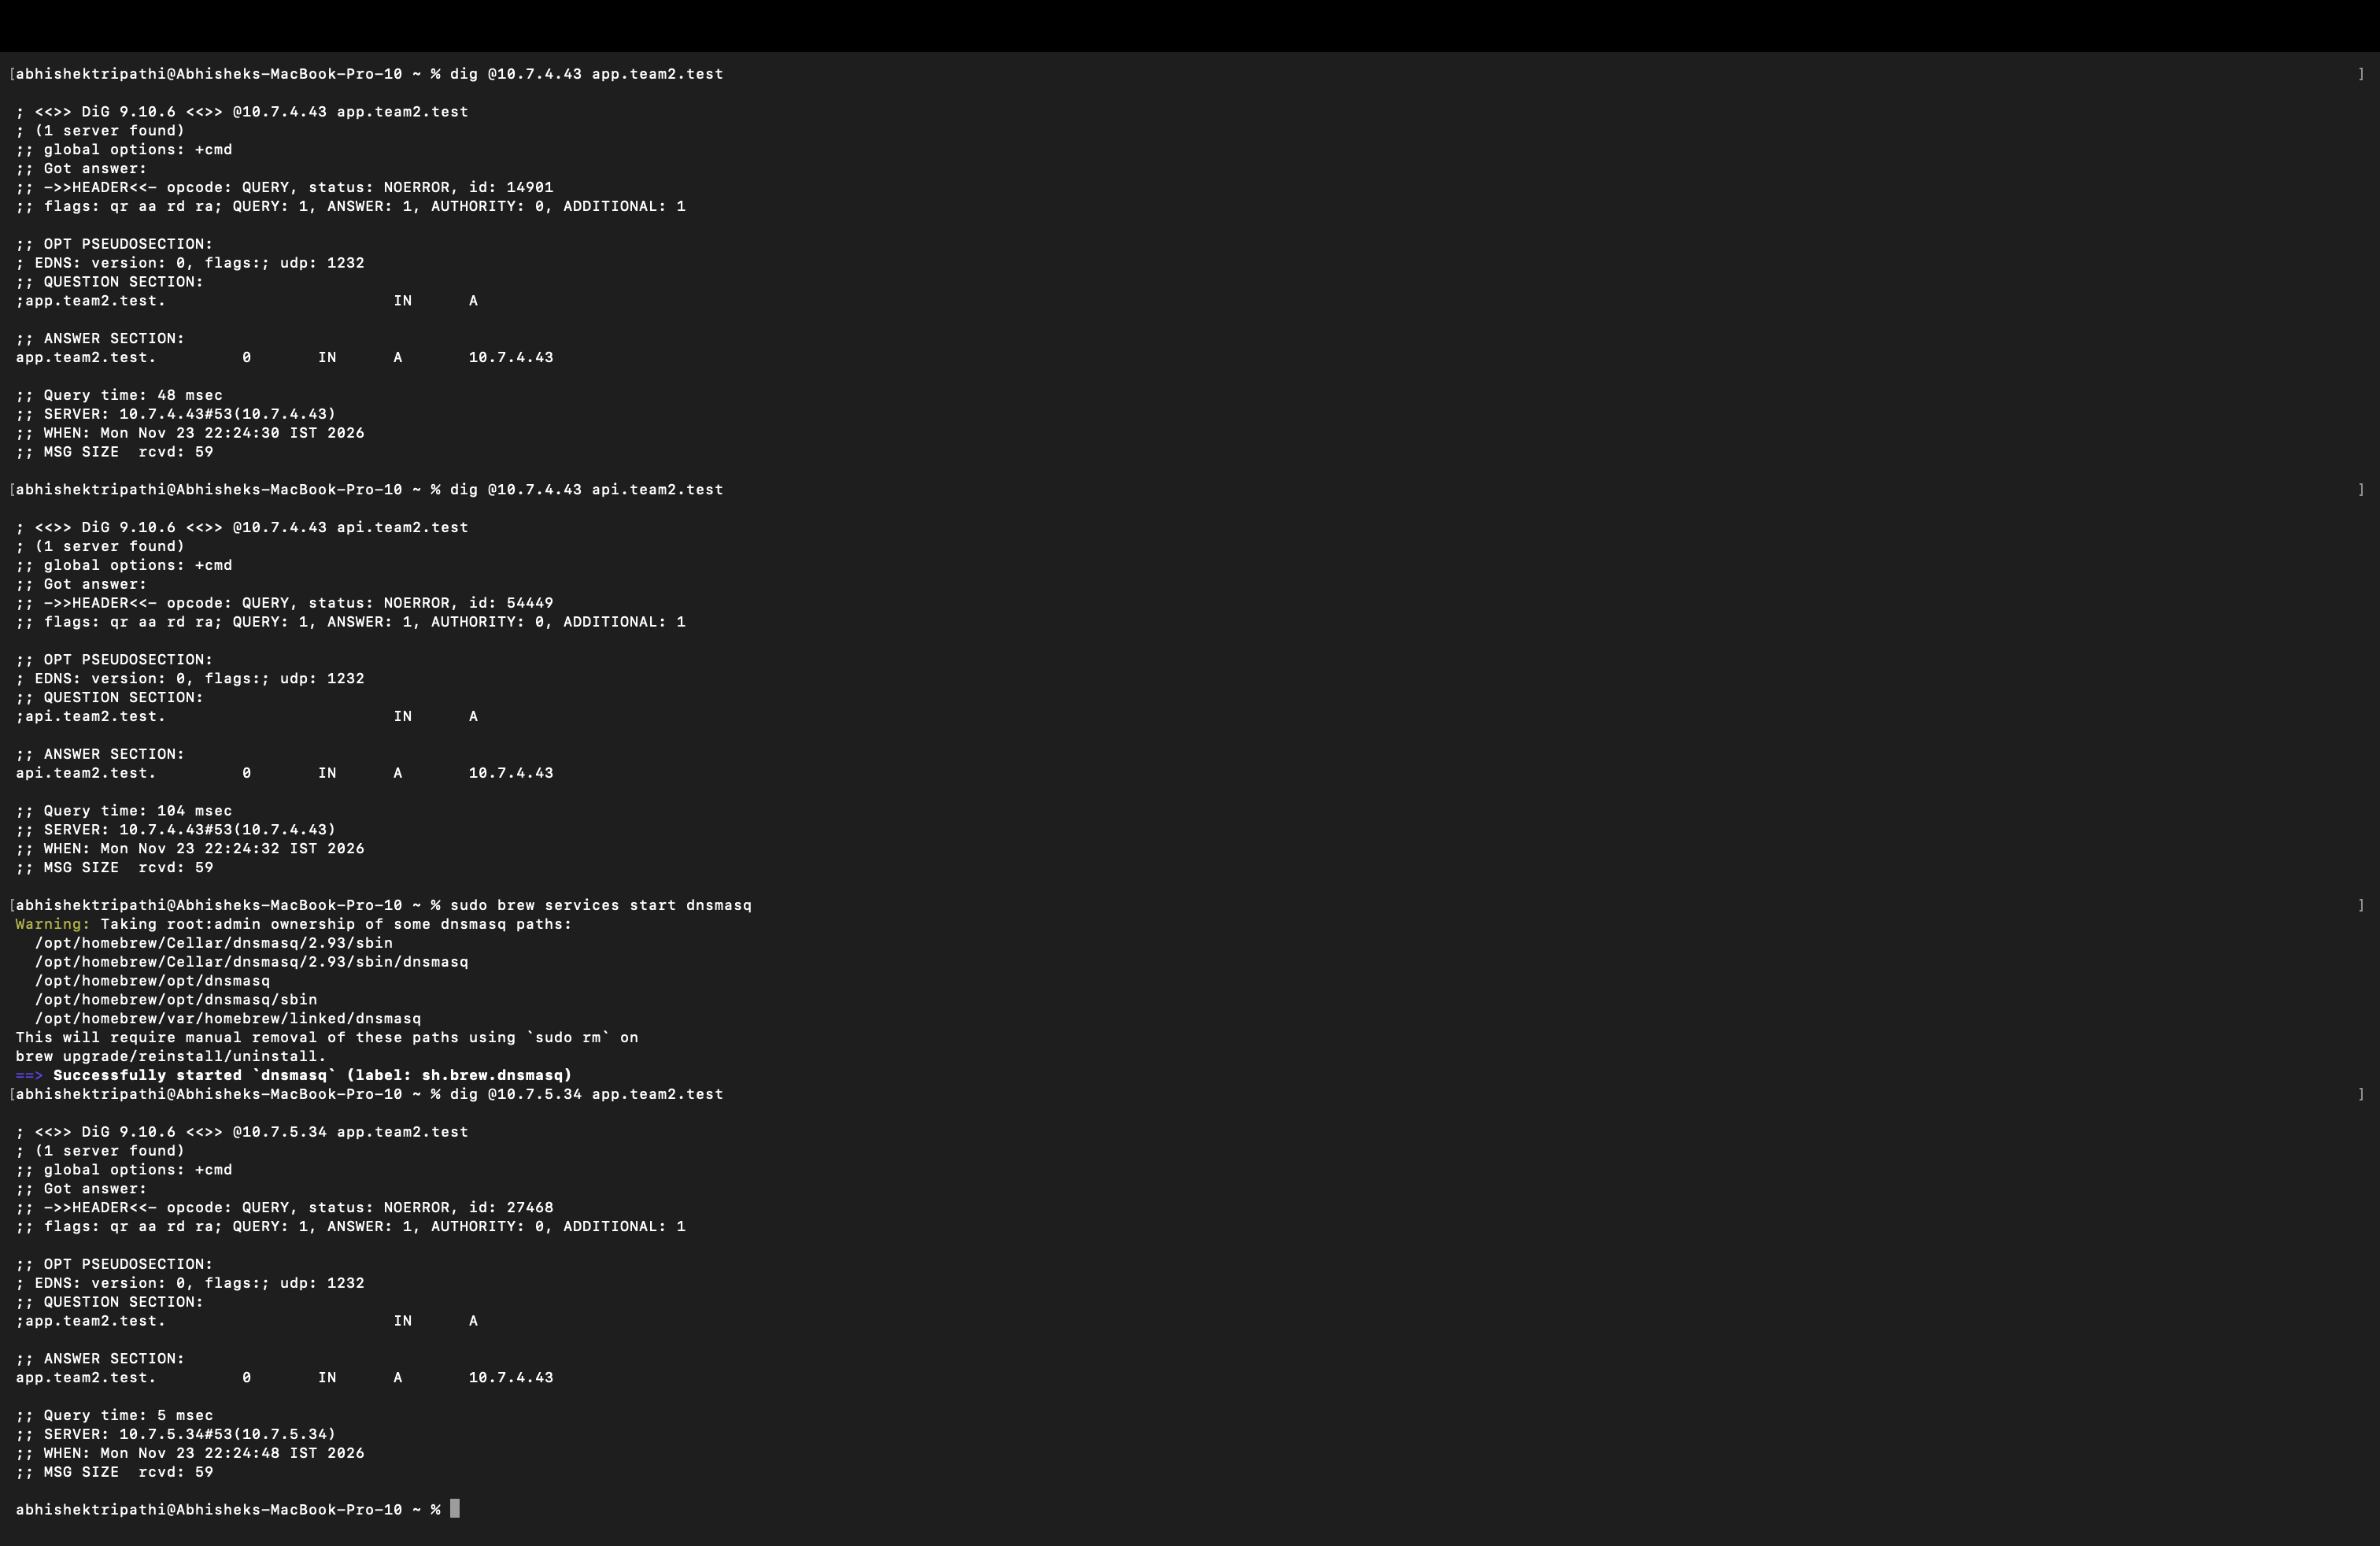 [abhishektripathi@Abhisheks-MacBook-Pro-10 ~ % dig @10.7.4.43 app.team2.test ]
; <<>> DiG 9.10.6 <<>> @10.7.4.43 app.team2.test
; (1 server found)
;; global options: +cmd
;; Got answer:
;; ->>HEADER<<- opcode: QUERY, status: NOERROR, id: 14901
;; flags: qr aa rd ra; QUERY: 1, ANSWER: 1, AUTHORITY: 0, ADDITIONAL: 1
;; OPT PSEUDOSECTION:
; EDNS: version: 0, flags:; udp: 1232
;; QUESTION SECTION:
;app.team2.test. IN A
;; ANSWER SECTION:
app.team2.test. 0 IN A 10.7.4.43
;; Query time: 48 msec
;; SERVER: 10.7.4.43#53(10.7.4.43)
;; WHEN: Mon Nov 23 22:24:30 IST 2026
;; MSG SIZE  rcvd: 59
[abhishektripathi@Abhisheks-MacBook-Pro-10 ~ % dig @10.7.4.43 api.team2.test ]
; <<>> DiG 9.10.6 <<>> @10.7.4.43 api.team2.test
; (1 server found)
;; global options: +cmd
;; Got answer:
;; ->>HEADER<<- opcode: QUERY, status: NOERROR, id: 54449
;; flags: qr aa rd ra; QUERY: 1, ANSWER: 1, AUTHORITY: 0, ADDITIONAL: 1
;; OPT PSEUDOSECTION:
; EDNS: version: 0, flags:; udp: 1232
;; QUESTION SECTION:
;api.team2.test. IN A
;; ANSWER SECTION:
api.team2.test. 0 IN A 10.7.4.43
;; Query time: 104 msec
;; SERVER: 10.7.4.43#53(10.7.4.43)
;; WHEN: Mon Nov 23 22:24:32 IST 2026
;; MSG SIZE  rcvd: 59
[abhishektripathi@Abhisheks-MacBook-Pro-10 ~ % sudo brew services start dnsmasq ]
Warning: Taking root:admin ownership of some dnsmasq paths:
/opt/homebrew/Cellar/dnsmasq/2.93/sbin
/opt/homebrew/Cellar/dnsmasq/2.93/sbin/dnsmasq
/opt/homebrew/opt/dnsmasq
/opt/homebrew/opt/dnsmasq/sbin
/opt/homebrew/var/homebrew/linked/dnsmasq
This will require manual removal of these paths using `sudo rm` on
brew upgrade/reinstall/uninstall.
==> Successfully started `dnsmasq` (label: sh.brew.dnsmasq)
[abhishektripathi@Abhisheks-MacBook-Pro-10 ~ % dig @10.7.5.34 app.team2.test ]
; <<>> DiG 9.10.6 <<>> @10.7.5.34 app.team2.test
; (1 server found)
;; global options: +cmd
;; Got answer:
;; ->>HEADER<<- opcode: QUERY, status: NOERROR, id: 27468
;; flags: qr aa rd ra; QUERY: 1, ANSWER: 1, AUTHORITY: 0, ADDITIONAL: 1
;; OPT PSEUDOSECTION:
; EDNS: version: 0, flags:; udp: 1232
;; QUESTION SECTION:
;app.team2.test. IN A
;; ANSWER SECTION:
app.team2.test. 0 IN A 10.7.4.43
;; Query time: 5 msec
;; SERVER: 10.7.5.34#53(10.7.5.34)
;; WHEN: Mon Nov 23 22:24:48 IST 2026
;; MSG SIZE  rcvd: 59
abhishektripathi@Abhisheks-MacBook-Pro-10 ~ %